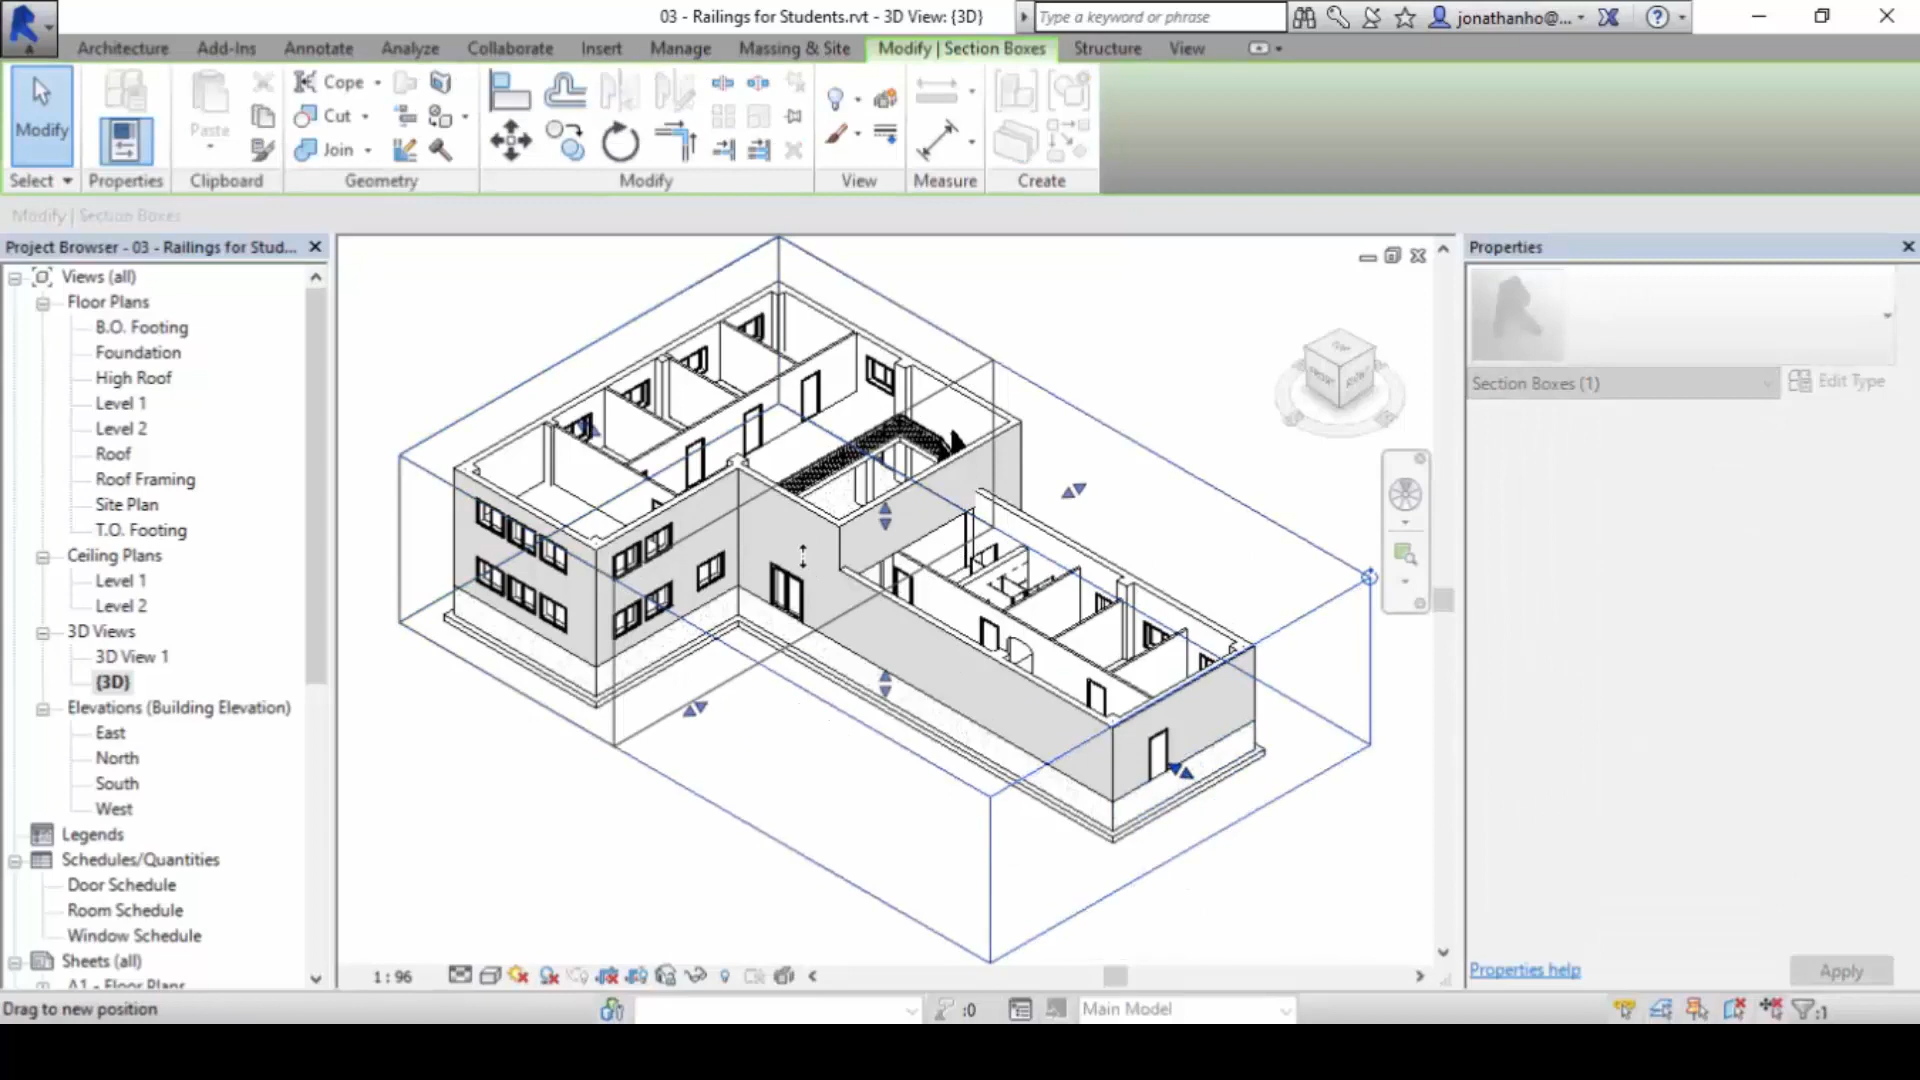 03 - Railings for Students.rvt - 3D View: {3D}
Type a keyword or phrase
jonathanho@...
Architecture
Add-Ins
Annotate
Analyze
Collaborate
Insert
Manage
Massing & Site
Modify | Section Boxes
Structure
View
Modify
Paste
Cope
Cut
Join
Select
Properties
Clipboard
Geometry
Modify
View
Measure
Create
Modify | Section Boxes
Project Browser - 03 - Railings for Stud...
Views (all)
Floor Plans
B.O. Footing
Foundation
High Roof
Level 1
Level 2
Roof
Roof Framing
Site Plan
T.O. Footing
Ceiling Plans
Level 1
Level 2
3D Views
3D View 1
{3D}
Elevations (Building Elevation)
East
North
South
West
Legends
Schedules/Quantities
Door Schedule
Room Schedule
Window Schedule
Sheets (all)
A1 - Floor Plans
1 : 96
Properties
Section Boxes (1)
Edit Type
Properties help
Apply
Drag to new position
:0
Main Model
:1